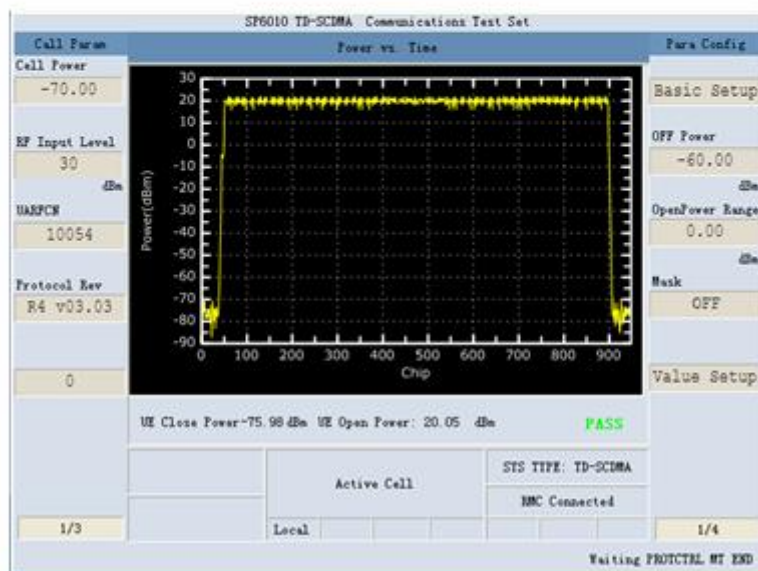 SP6010 TD-SCDMA Communications Test Set
Call Param
Power vs. Time
Para Config
Cell Power
-70.00
RF Input Level
30
dBm
UARFCN
10054
Protocol Rev
R4 v03.03
0
1/3
30
20
10
0
-10
-20
-30
-40
-50
-60
-70
-80
-90
Power(dBm)
0 100 200 300 400 500 600 700 800 900
Chip
UE Close Power-75.98 dBm UE Open Power: 20.05 dBm PASS
Active Cell
SYS TYPE: TD-SCDMA
RMC Connected
Local
Basic Setup
OFF Power
-60.00
dBm
OpenPower Range
0.00
dBm
Mask
OFF
Value Setup
1/4
Waiting PROTCTRL MT END